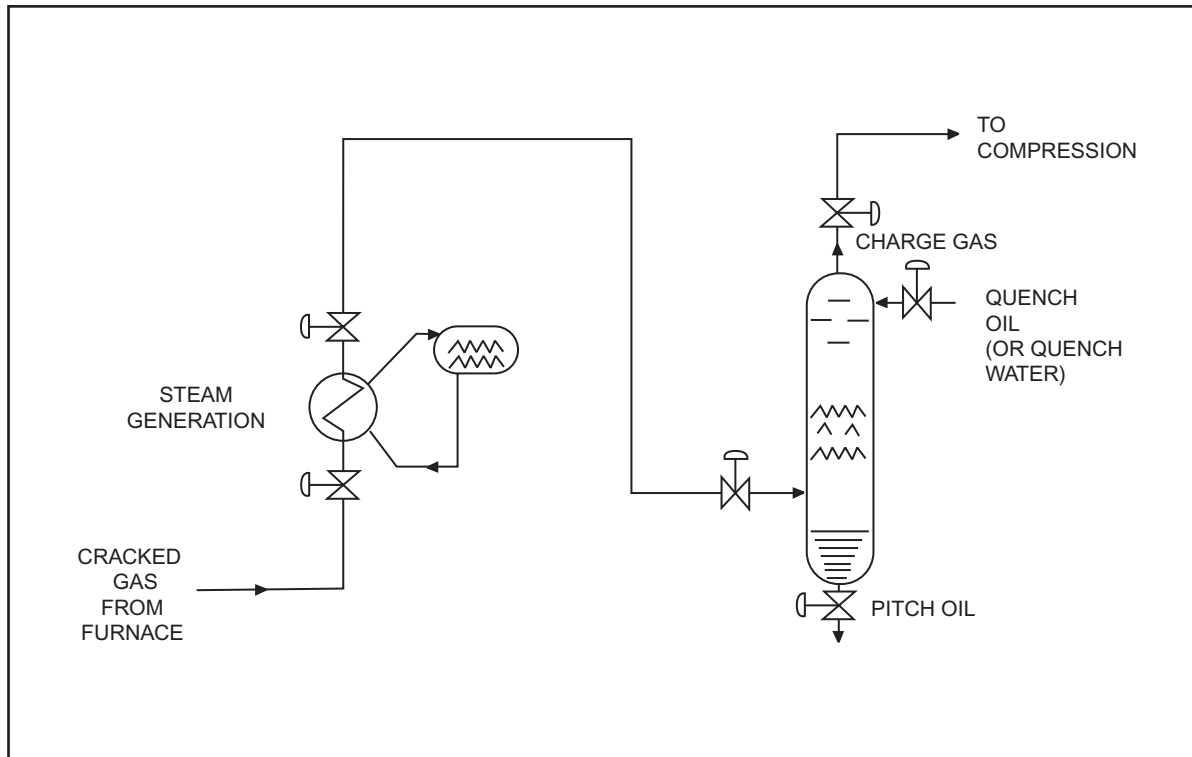 TO
COMPRESSION
CHARGE GAS
QUENCH
OIL
(OR QUENCH
WATER)
STEAM
GENERATION
CRACKED
GAS
FROM
FURNACE
PITCH OIL